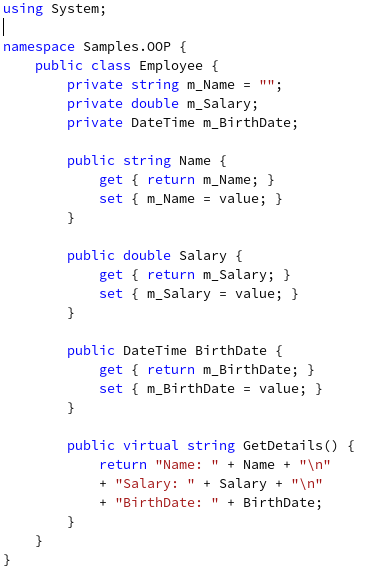 using System;

namespace Samples.OOP {
    public class Employee {
        private string m_Name = "";
        private double m_Salary;
        private DateTime m_BirthDate;

        public string Name {
            get { return m_Name; }
            set { m_Name = value; }
        }

        public double Salary {
            get { return m_Salary; }
            set { m_Salary = value; }
        }

        public DateTime BirthDate {
            get { return m_BirthDate; }
            set { m_BirthDate = value; }
        }

        public virtual string GetDetails() {
            return "Name: " + Name + "\n"
            + "Salary: " + Salary + "\n"
            + "BirthDate: " + BirthDate;
        }
    }
}